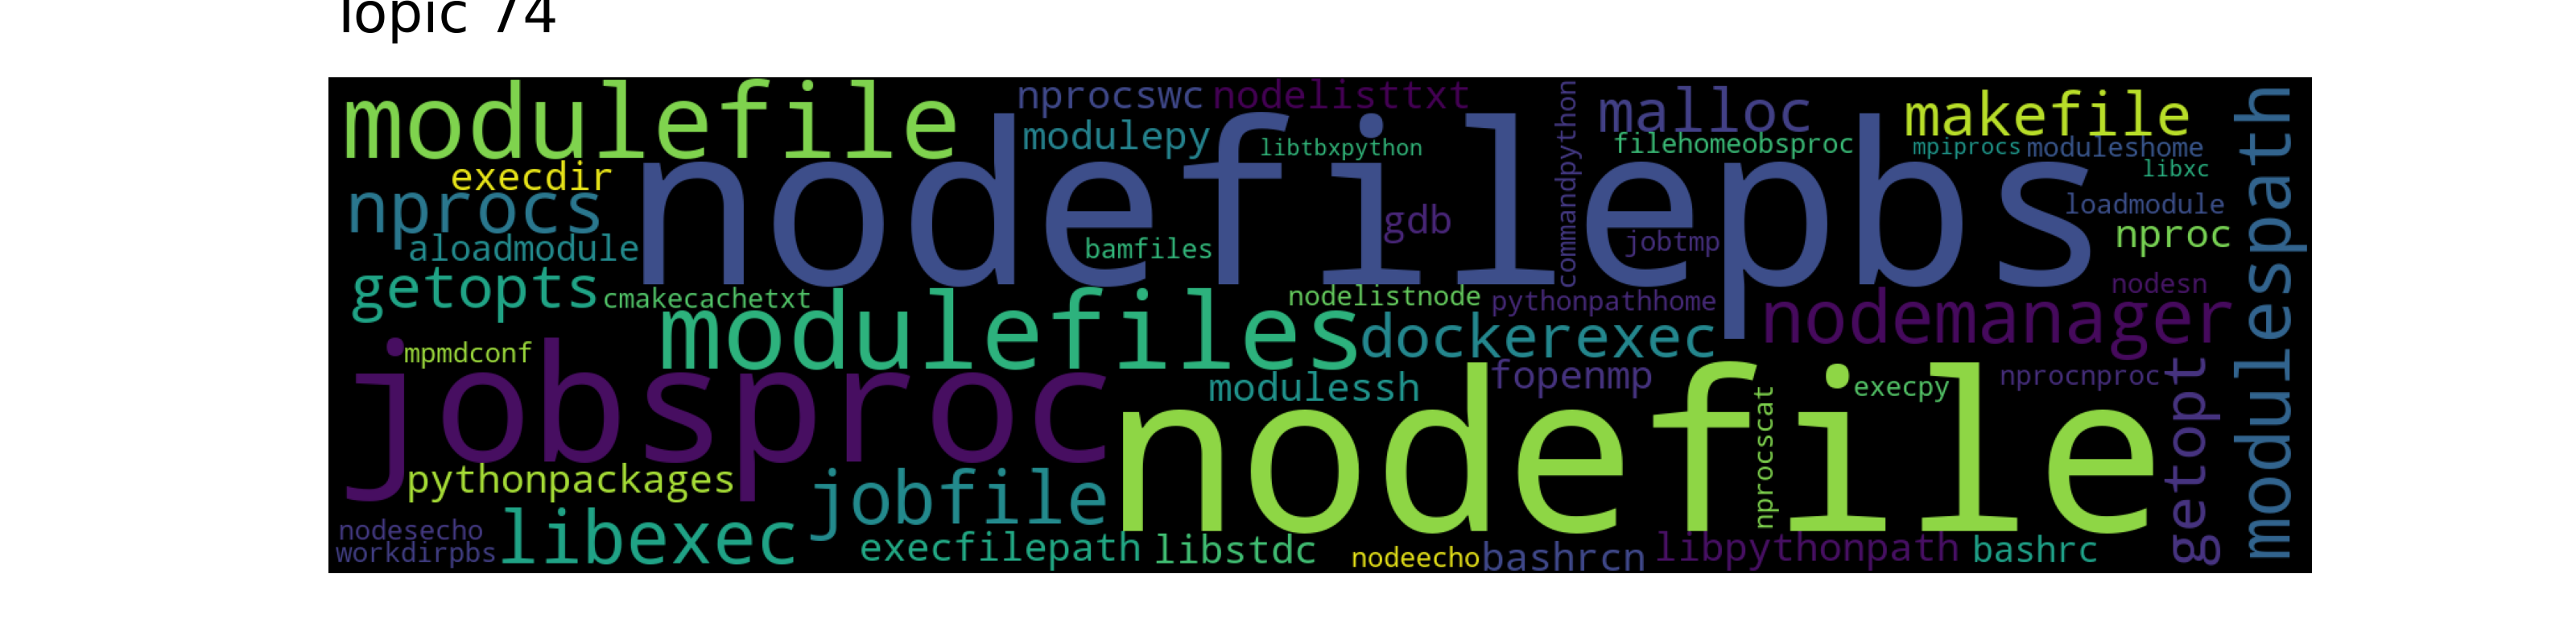 Topic 74
modulefile
nprocswc
nodelisttxt
commandpython
malloc
makefile
modulespath
modulepy
libtbxpython
filehomeobsproc
mpiprocs
moduleshome
libxc
execdir
nodefilepbs
nprocs
gdb
loadmodule
aloadmodule
bamfiles
jobtmp
nproc
getopts
cmakecachetxt
modulefiles
nodelistnode
pythonpathhome
nodesn
nodemanager
dockerexec
mpmdconf
jobsproc
modulessh
fopenmp
nodefile
nprocscat
execpy
nprocnproc
getopt
pythonpackages
jobfile
nodesecho
workdirpbs
libexec
execfilepath
libstdc
nodeecho
bashrcn
libpythonpath
bashrc